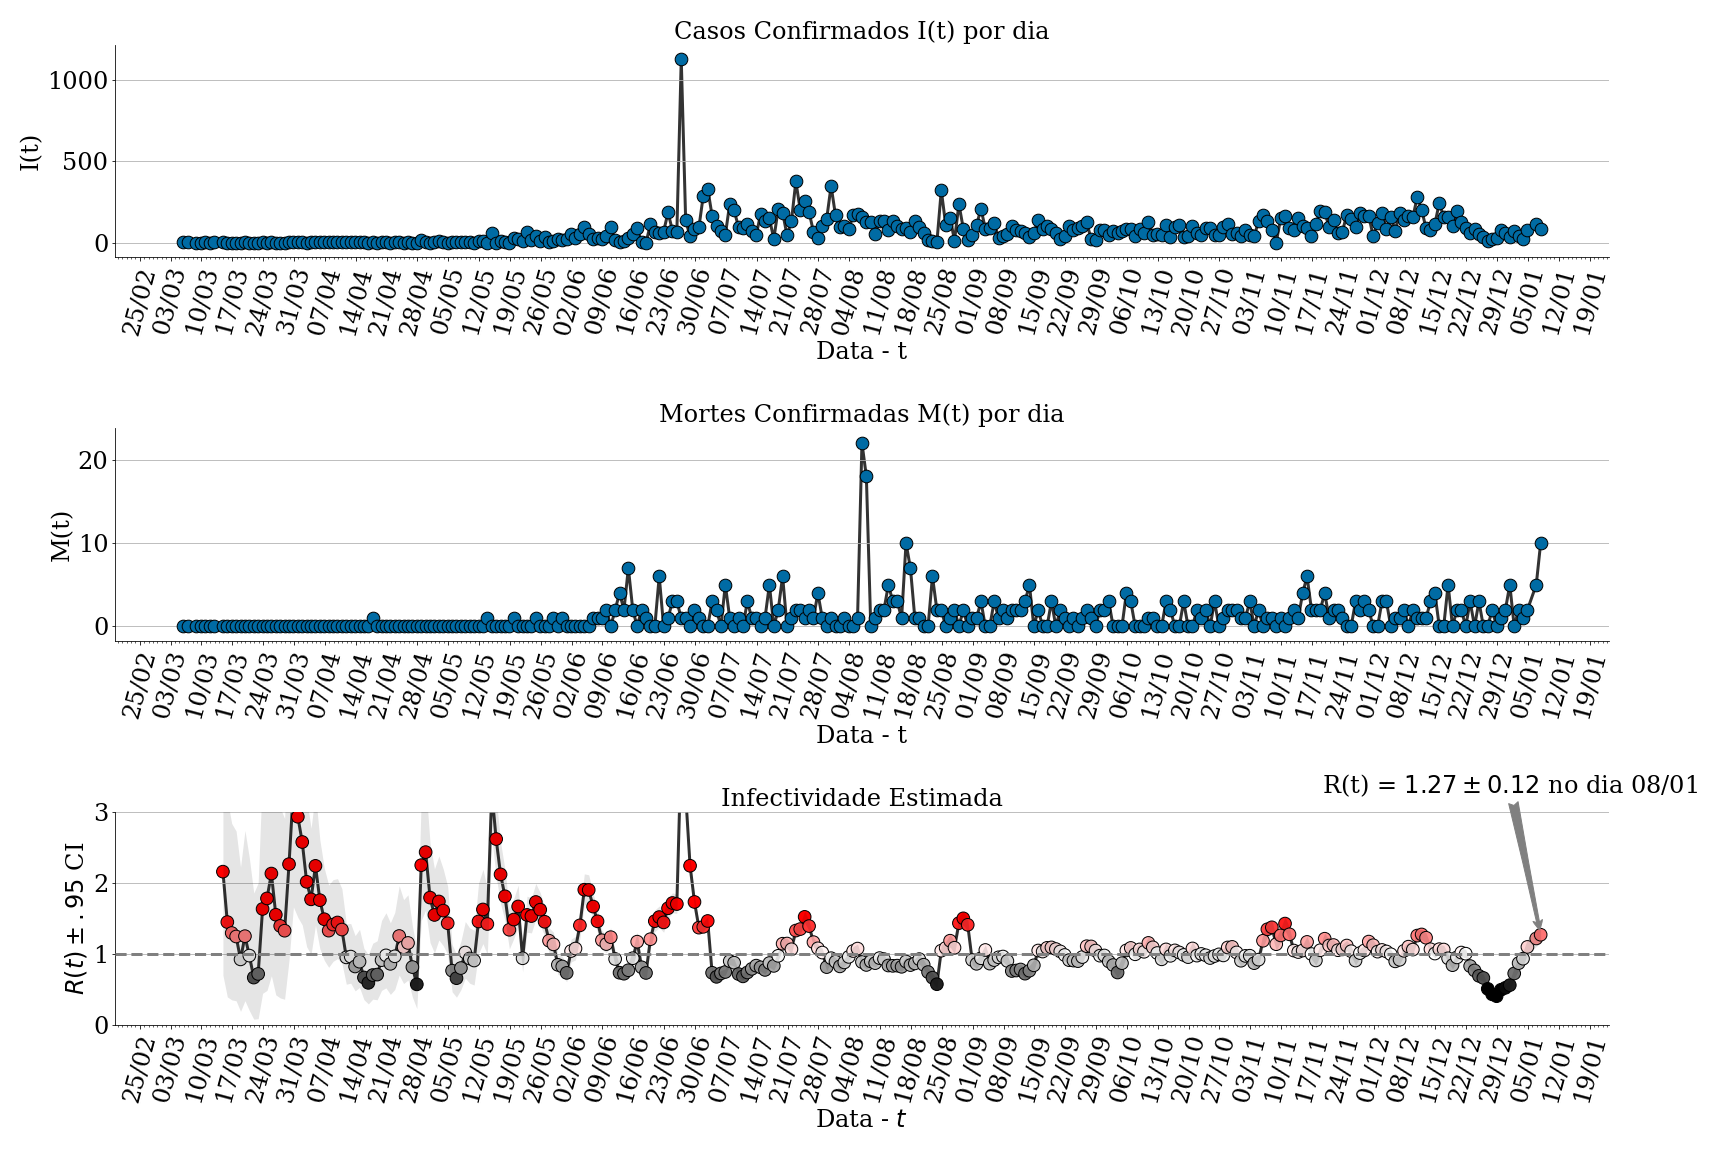 Casos Confirmados I(t) por dia
I(t)
1000
500
0
25/02 03/03 10/03 17/03 24/03 31/03 07/04 14/04 21/04 28/04 05/05 12/05 19/05 26/05 02/06 09/06 16/06 23/06 30/06 07/07 14/07 21/07 28/07 04/08 11/08 18/08 25/08 01/09 08/09 15/09 22/09 29/09 06/10 13/10 20/10 27/10 03/11 10/11 17/11 24/11 01/12 08/12 15/12 22/12 29/12 05/01 12/01 19/01
Data - t
Mortes Confirmadas M(t) por dia
M(t)
20
10
0
25/02 03/03 10/03 17/03 24/03 31/03 07/04 14/04 21/04 28/04 05/05 12/05 19/05 26/05 02/06 09/06 16/06 23/06 30/06 07/07 14/07 21/07 28/07 04/08 11/08 18/08 25/08 01/09 08/09 15/09 22/09 29/09 06/10 13/10 20/10 27/10 03/11 10/11 17/11 24/11 01/12 08/12 15/12 22/12 29/12 05/01 12/01 19/01
Data - t
R(t) = 1.27 ± 0.12 no dia 08/01
Infectividade Estimada
R(t) ± .95 CI
3
2
1
0
25/02 03/03 10/03 17/03 24/03 31/03 07/04 14/04 21/04 28/04 05/05 12/05 19/05 26/05 02/06 09/06 16/06 23/06 30/06 07/07 14/07 21/07 28/07 04/08 11/08 18/08 25/08 01/09 08/09 15/09 22/09 29/09 06/10 13/10 20/10 27/10 03/11 10/11 17/11 24/11 01/12 08/12 15/12 22/12 29/12 05/01 12/01 19/01
Data - t